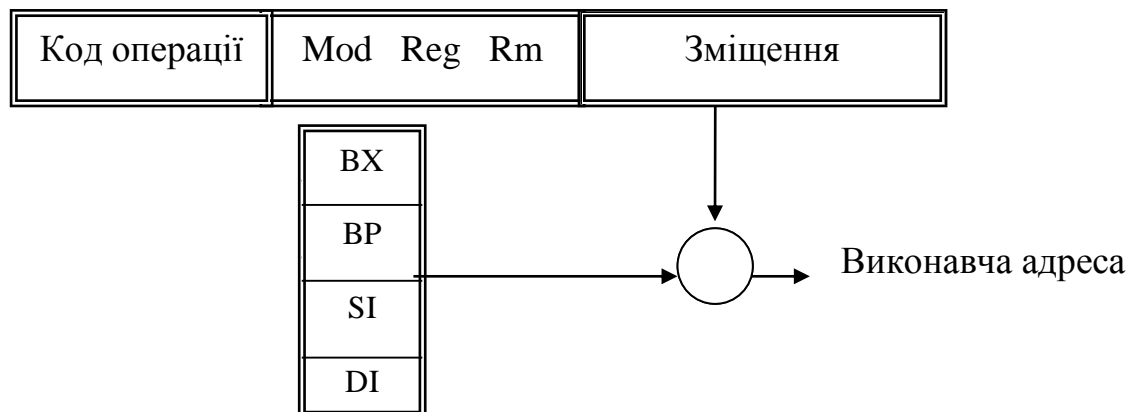 Код операції Mod Reg Rm Зміщення
BX
BP
Виконавча адреса
SI
DI